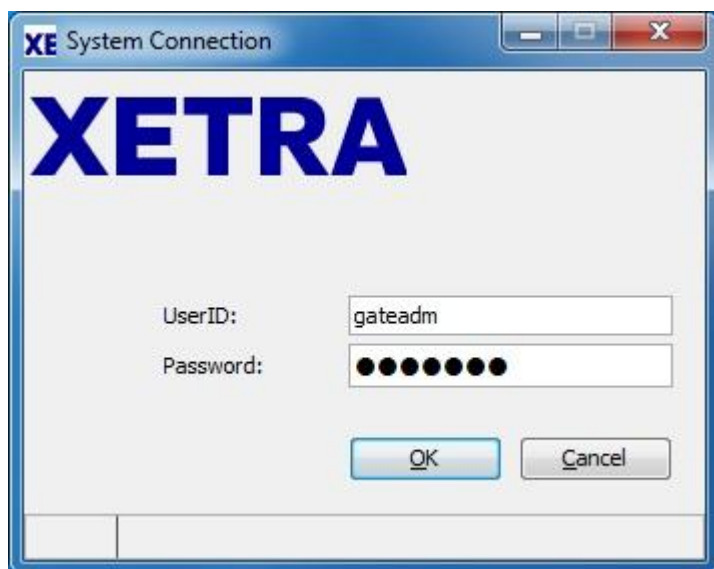 XE System Connection
XETRA
UserID: gateadm
Password: ●●●●●●●
OK Cancel